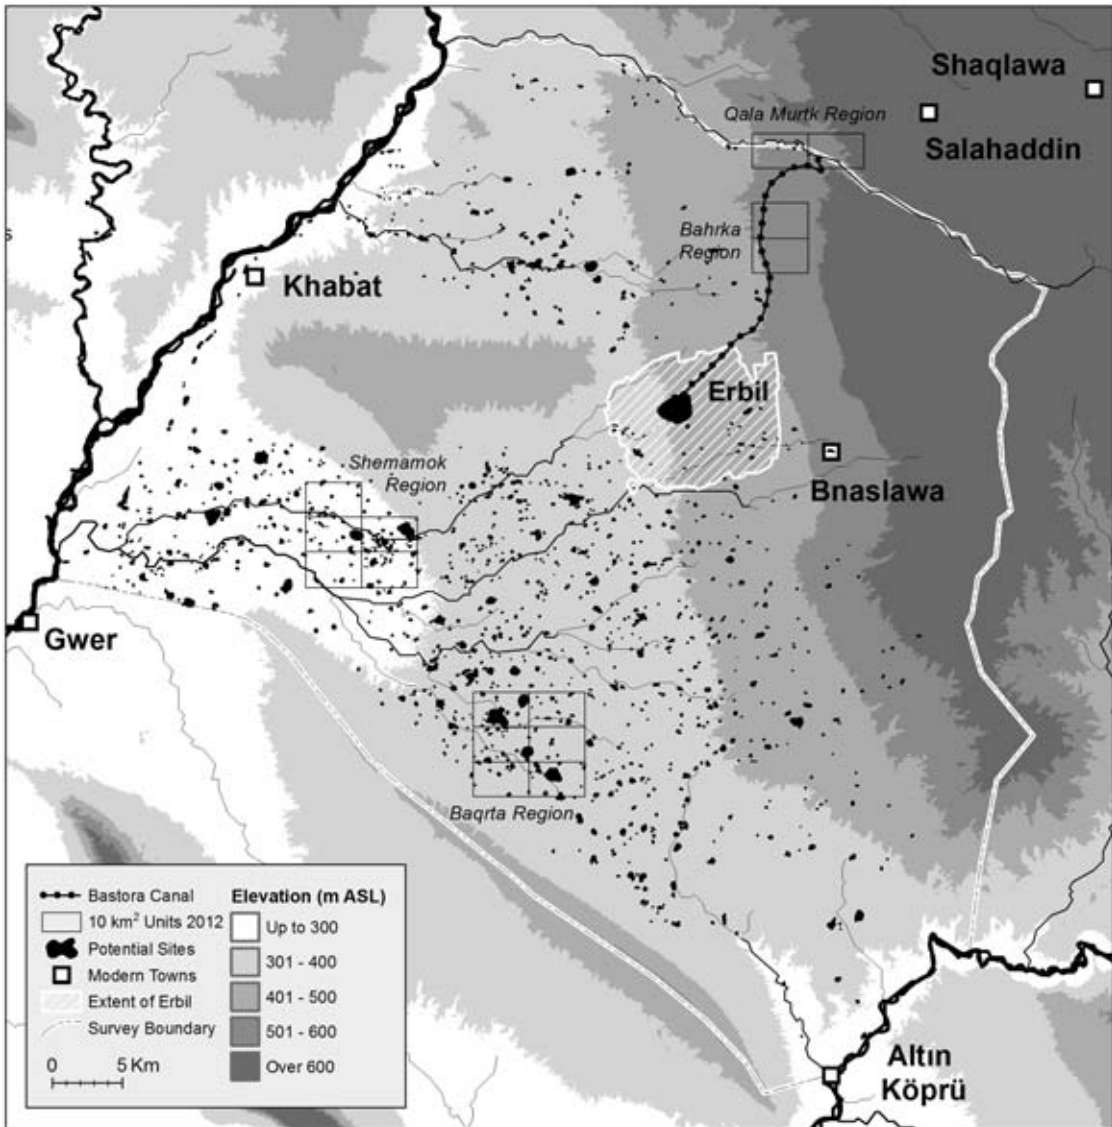 Shaqlawa
Qala Murtk Region
Salahaddin
s
Bahrka
Region
Khabat
Erbil
Shemamok
Region
Bnaslawa
Gwer
Baqrta Region
Bastora Canal
10 km² Units 2012
Potential Sites
Modern Towns
Extent of Erbil
Survey Boundary
0 5 Km
Elevation (m ASL)
Up to 300
301 - 400
401 - 500
501 - 600
Over 600
Altın
Köprü